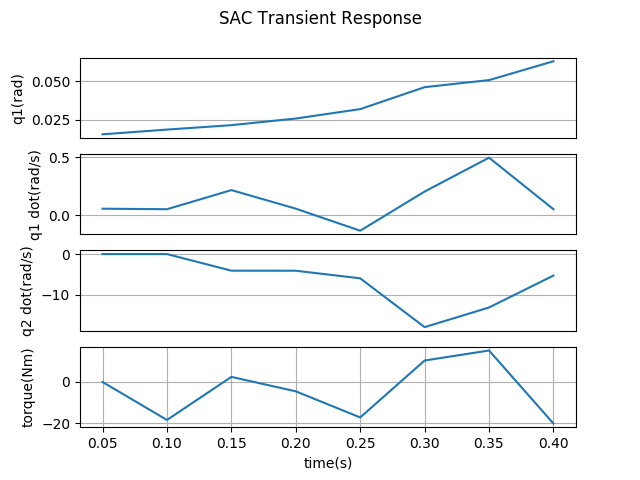 SAC Transient Response
q1(rad)
0.050
0.025
q1 dot(rad/s)
0.5
0.0
q2 dot(rad/s)
0
−10
torque(Nm)
0
−20
0.05 0.10 0.15 0.20 0.25 0.30 0.35 0.40
time(s)